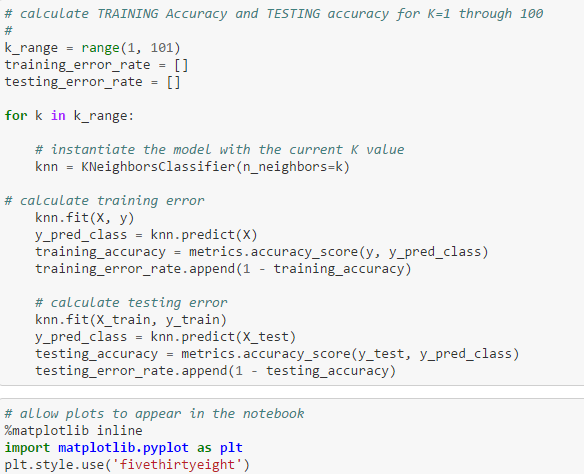 # calculate TRAINING Accuracy and TESTING accuracy for K=1 through 100
#
k_range = range(1, 101)
training_error_rate = []
testing_error_rate = []
for k in k_range:
# instantiate the model with the current K value
knn = KNeighborsClassifier(n_neighbors=k)
# calculate training error
knn.fit(X, y)
y_pred_class = knn.predict(X)
training_accuracy = metrics.accuracy_score(y, y_pred_class)
training_error_rate.append(1 - training_accuracy)
# calculate testing error
knn.fit(X_train, y_train)
y_pred_class = knn.predict(X_test)
testing_accuracy = metrics.accuracy_score(y_test, y_pred_class)
testing_error_rate.append(1 - testing_accuracy)
# allow plots to appear in the notebook
%matplotlib inline
import matplotlib.pyplot as plt
plt.style.use('fivethirtyeight')